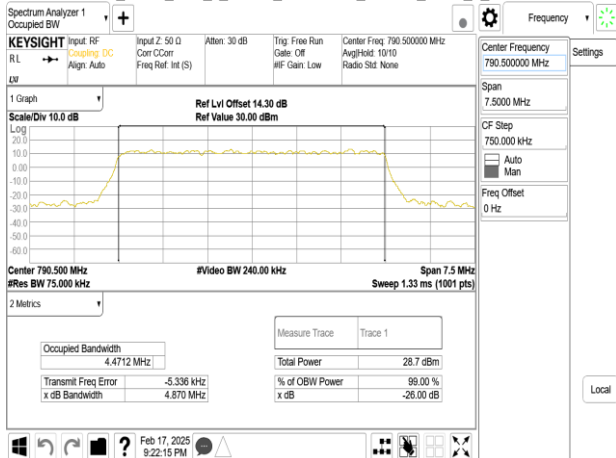 Spectrum Analyzer 1
Occupied BW
Frequency
KEYSIGHT
R L
LXI
Input: RF
Coupling: DC
Align: Auto
Input Z: 50 Ω
Corr CCorr
Freq Ref: Int (S)
Atten: 30 dB
Trig: Free Run
Gate: Off
#IF Gain: Low
Center Freq: 790.500000 MHz
Avg|Hold: 10/10
Radio Std: None
Center Frequency
790.500000 MHz
Settings
Span
7.5000 MHz
CF Step
750.000 kHz
Auto
Man
Freq Offset
0 Hz
Local
1 Graph
Scale/Div 10.0 dB
Ref Lvl Offset 14.30 dB
Ref Value 30.00 dBm
Log
20.0
10.0
0.00
-10.0
-20.0
-30.0
-40.0
-50.0
-60.0
Center 790.500 MHz
#Video BW 240.00 kHz
Span 7.5 MHz
#Res BW 75.000 kHz
Sweep 1.33 ms (1001 pts)
2 Metrics
Measure Trace
Trace 1
Occupied Bandwidth
4.4712 MHz
Total Power
28.7 dBm
Transmit Freq Error
-5.336 kHz
% of OBW Power
99.00 %
x dB Bandwidth
4.870 MHz
x dB
-26.00 dB
?
Feb 17, 2025
9:22:15 PM